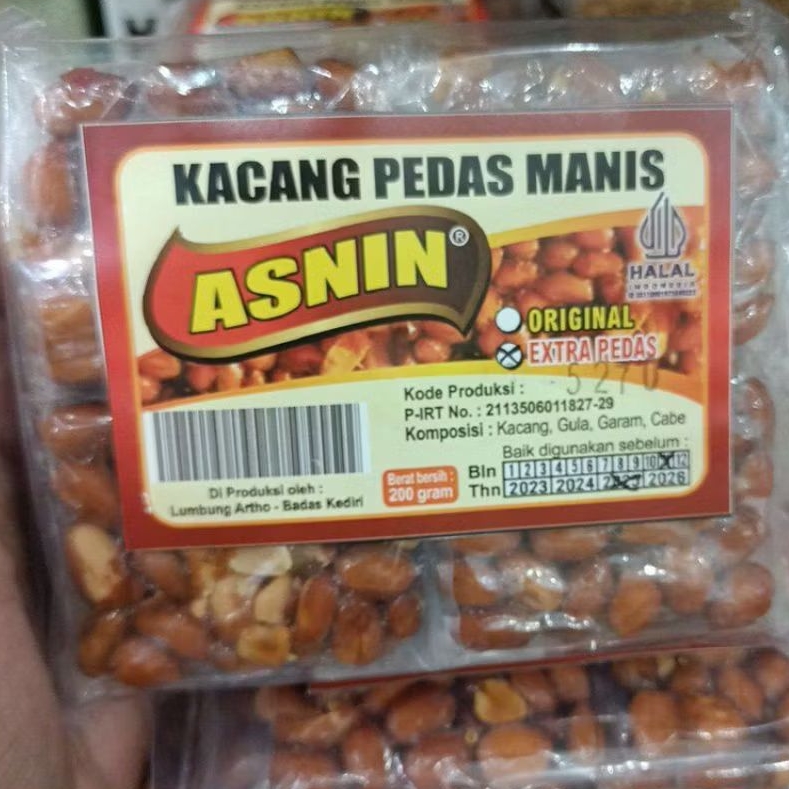 KACANG PEDAS MANIS
ASNIN®
HALAL
INDONESIA
ORIGINAL
EXTRA PEDAS
Kode Produksi : 5270
P-IRT No. : 2113506011827-29
Komposisi : Kacang, Gula, Garam, Cabe
Baik digunakan sebelum :
Bln 1 2 3 4 5 6 7 8 9 10 11 12
Thn 2023 2024 2025 2026
Berat bersih :
200 gram
Di Produksi oleh :
Lumbung Artho - Badas Kediri